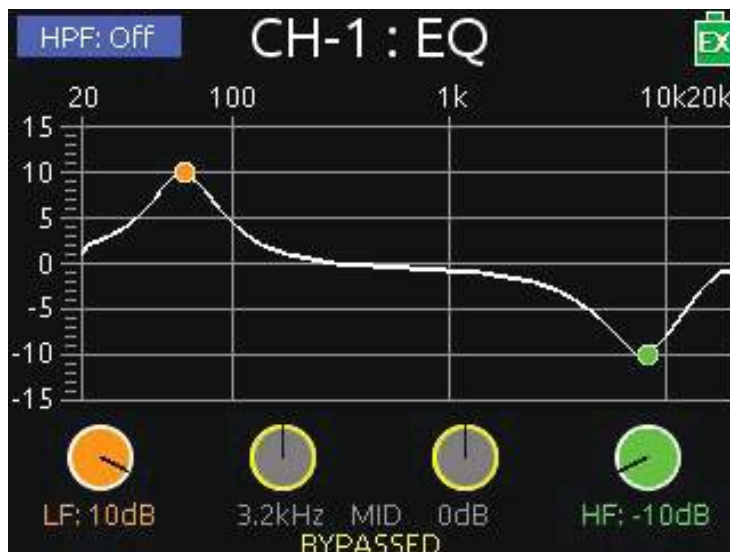 HPF: Off CH-1 : EQ EX
20 100 1k 10k20k
15
10
5
0
-5
-10
-15
LF: 10dB 3.2kHz MID 0dB HF: -10dB
BYPASSED